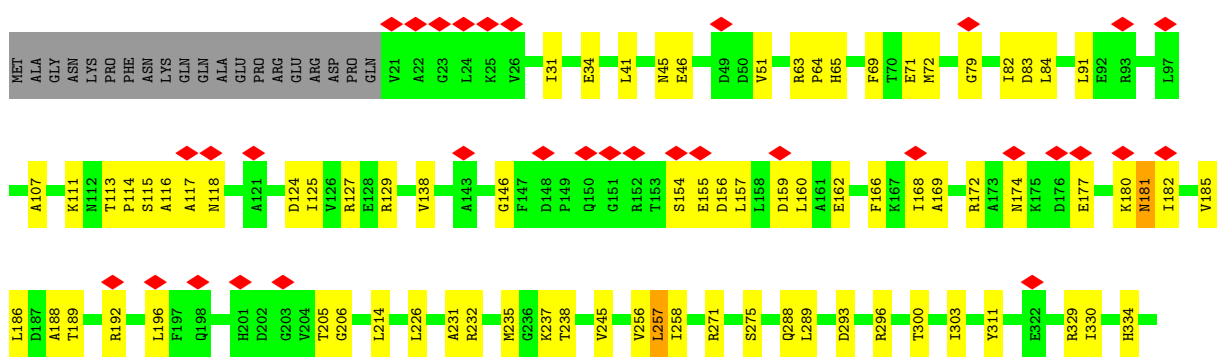 MET ALA GLY ASN LYS PRO PHE ASN LYS GLN GLN ALA GLU PRO ARG GLU ARG ASP PRO GLN V21 A22 G23 L24 K25 V26 I31 E34 L41 N45 E46 D49 D50 V51 R63 P64 H65 F69 T70 E71 M72 G79 I82 D83 L84 L91 E92 R93 L97
A107 K111 N112 T113 P114 S115 A116 A117 N118 A121 D124 I125 V126 R127 E128 R129 V138 A143 G146 F147 D148 P149 Q150 G151 R152 T153 S154 E155 D156 L157 L158 D159 L160 A161 E162 F166 K167 I168 A169 R172 A173 N174 K175 D176 E177 K180 N181 I182 V185
L186 D187 A188 T189 R192 L196 F197 Q198 H201 D202 G203 V204 T205 G206 L214 L226 A231 R232 M235 G236 K237 T238 V245 V256 L257 I258 R271 S275 Q288 L289 D293 R296 T300 I303 Y311 E322 R329 I330 H334